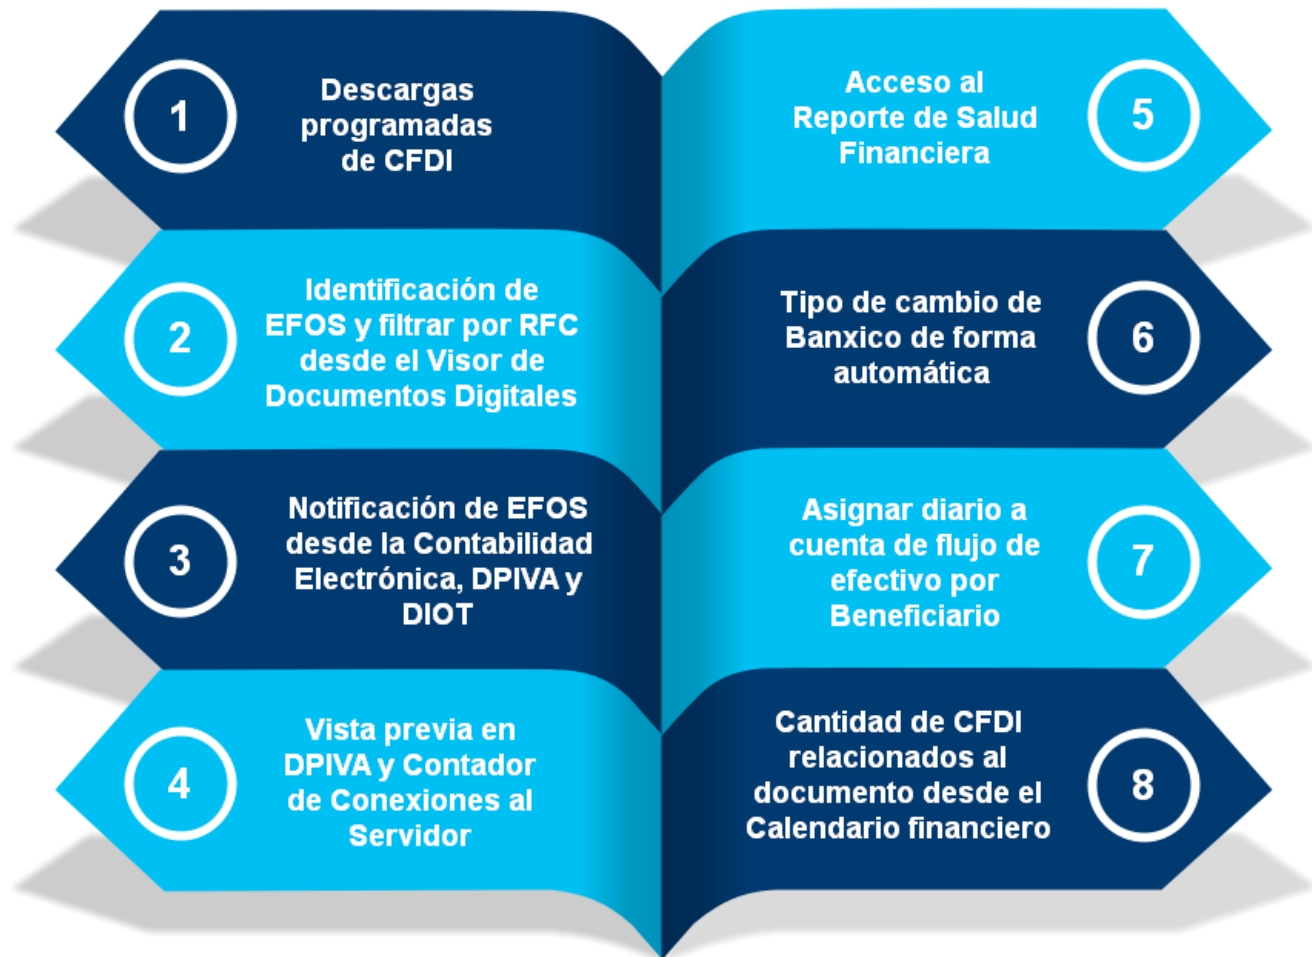 1
Descargas
programadas
de CFDI
2
Identificación de
EFOS y filtrar por RFC
desde el Visor de
Documentos Digitales
3
Notificación de EFOS
desde la Contabilidad
Electrónica, DPIVA y
DIOT
4
Vista previa en
DPIVA y Contador
de Conexiones al
Servidor
5
Acceso al
Reporte de Salud
Financiera
6
Tipo de cambio de
Banxico de forma
automática
7
Asignar diario a
cuenta de flujo de
efectivo por
Beneficiario
8
Cantidad de CFDI
relacionados al
documento desde el
Calendario financiero